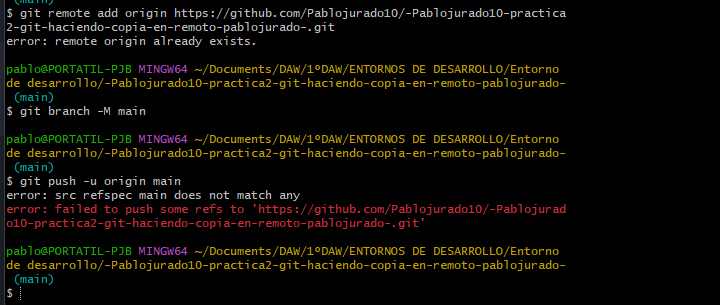 (main)
$ git remote add origin https://github.com/Pablojurado10/-Pablojurado10-practica
2-git-haciendo-copia-en-remoto-pablojurado-.git
error: remote origin already exists.
pablo@PORTATIL-PJB MINGW64 ~/Documents/DAW/1ºDAW/ENTORNOS DE DESARROLLO/Entorno
de desarrollo/-Pablojurado10-practica2-git-haciendo-copia-en-remoto-pablojurado-
(main)
$ git branch -M main
pablo@PORTATIL-PJB MINGW64 ~/Documents/DAW/1ºDAW/ENTORNOS DE DESARROLLO/Entorno
de desarrollo/-Pablojurado10-practica2-git-haciendo-copia-en-remoto-pablojurado-
(main)
$ git push -u origin main
error: src refspec main does not match any
error: failed to push some refs to 'https://github.com/Pablojurado10/-Pablojurad
o10-practica2-git-haciendo-copia-en-remoto-pablojurado-.git'
pablo@PORTATIL-PJB MINGW64 ~/Documents/DAW/1ºDAW/ENTORNOS DE DESARROLLO/Entorno
de desarrollo/-Pablojurado10-practica2-git-haciendo-copia-en-remoto-pablojurado-
(main)
$